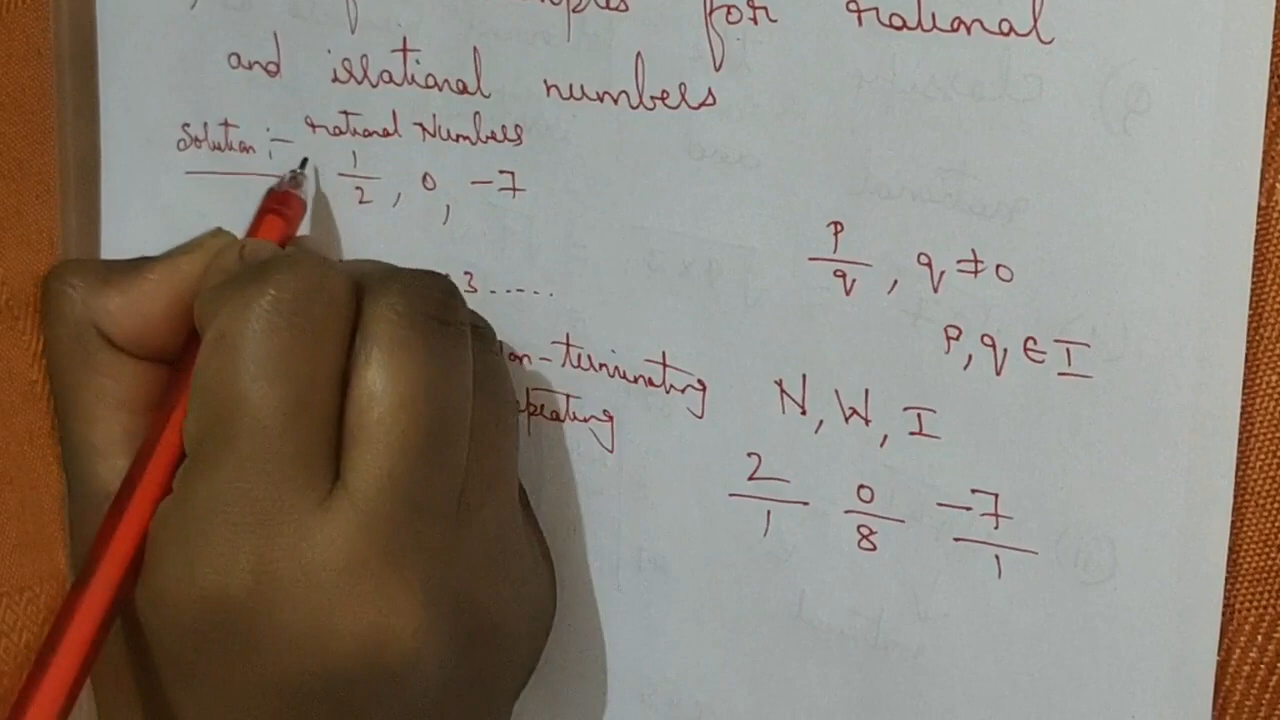 for rational
and irrational numbers
Solution :- rational Numbers
1/2, 0, -7
3.....
terminating
p/q, q ≠ 0
P, q ∈ I
N, W, I
2/1 0/8 -7/1